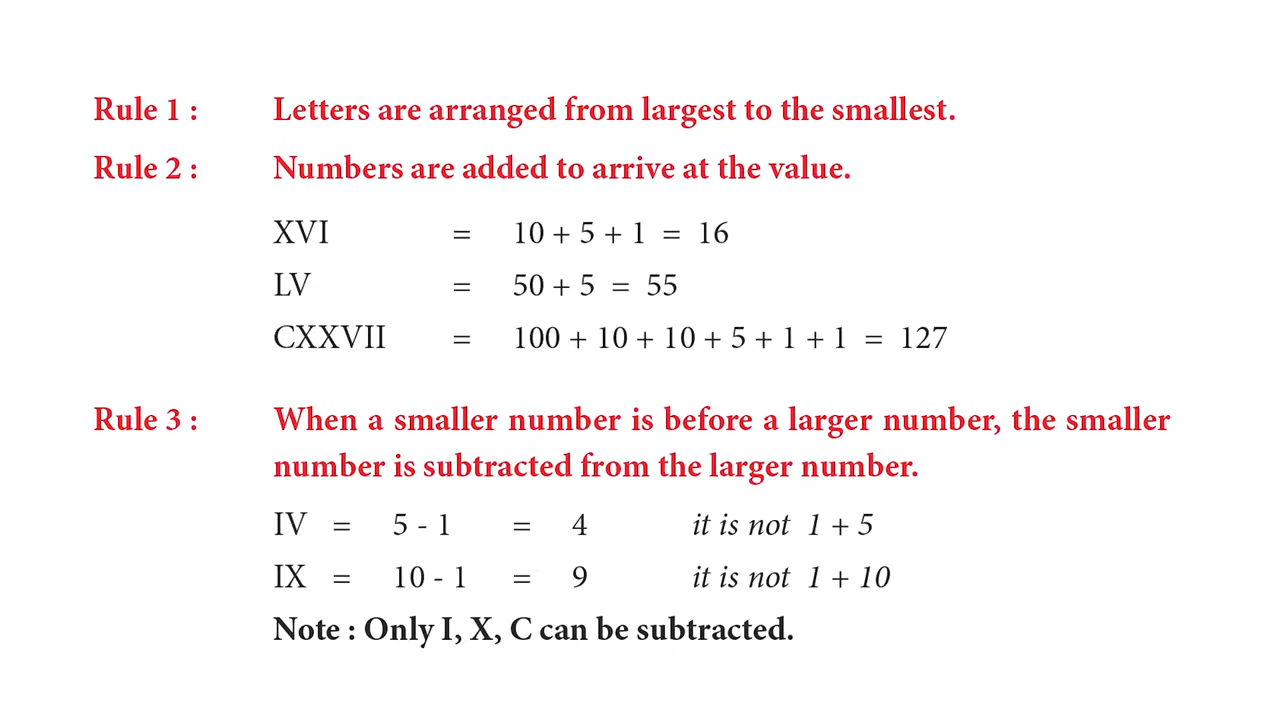 Rule 1 : Letters are arranged from largest to the smallest.
Rule 2 : Numbers are added to arrive at the value.
XVI = 10 + 5 + 1 = 16
LV = 50 + 5 = 55
CXXVII = 100 + 10 + 10 + 5 + 1 + 1 = 127
Rule 3 : When a smaller number is before a larger number, the smaller
number is subtracted from the larger number.
IV = 5 - 1 = 4 it is not 1 + 5
IX = 10 - 1 = 9 it is not 1 + 10
Note : Only I, X, C can be subtracted.